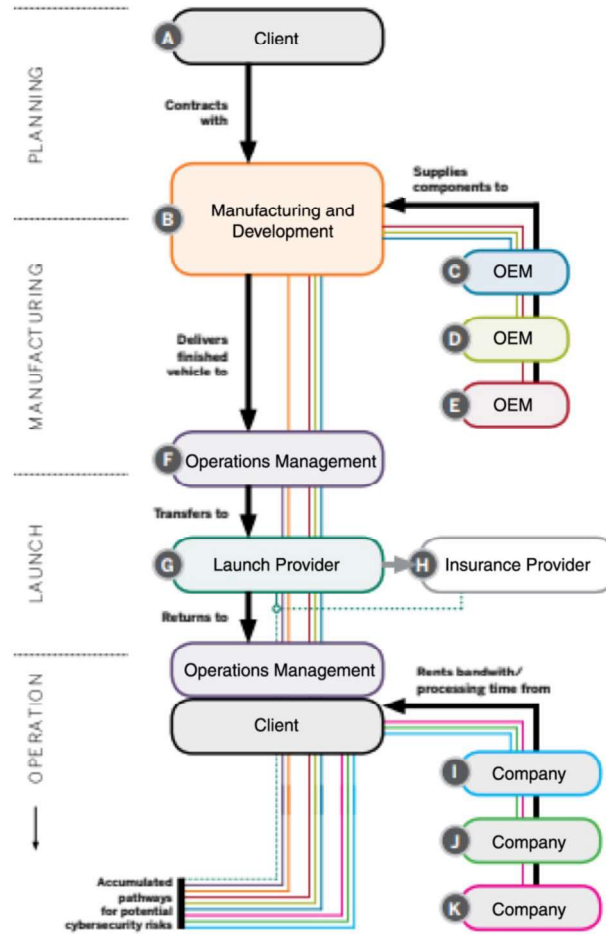 PLANNING
A
Client
Contracts
with
B
Manufacturing and
Development
Supplies
components to
C
OEM
D
OEM
E
OEM
MANUFACTURING
Delivers
finished
vehicle to
F
Operations Management
LAUNCH
Transfers to
G
Launch Provider
H
Insurance Provider
Returns to
OPERATION
Operations Management
Client
Rents bandwith/
processing time from
I
Company
J
Company
K
Company
Accumulated
pathways
for potential
cybersecurity risks